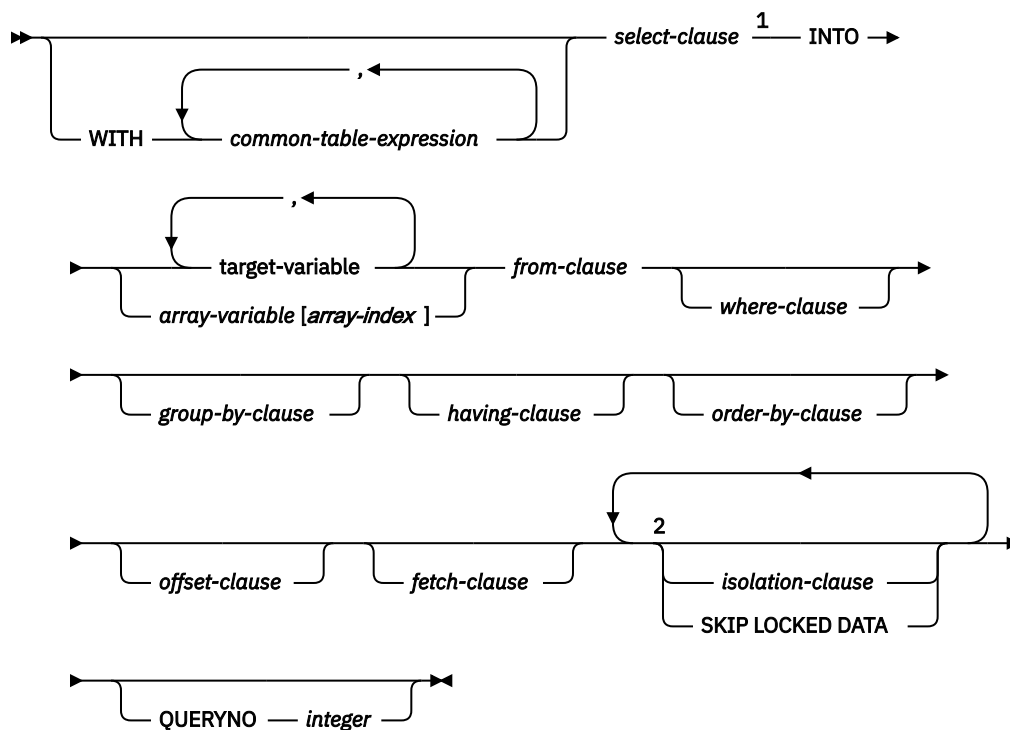 1
select-clause INTO
,
WITH common-table-expression
,
target-variable from-clause
array-variable [array-index ] where-clause
group-by-clause having-clause order-by-clause
2
offset-clause fetch-clause isolation-clause
SKIP LOCKED DATA
QUERYNO integer